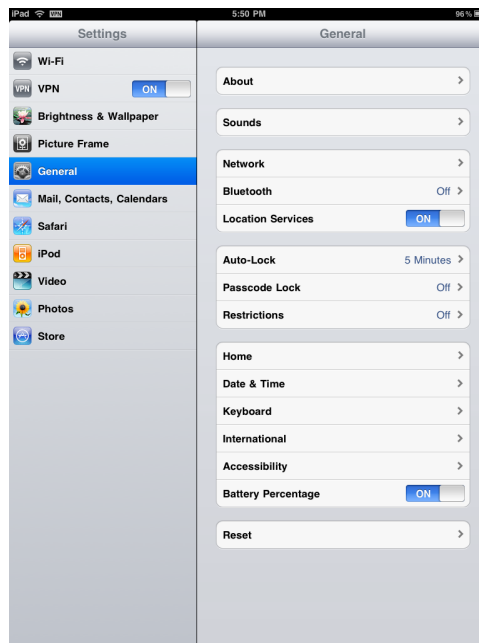 iPad VPN 5:50 PM 96%
Settings
General
Wi-Fi
VPN VPN ON
Brightness & Wallpaper
Picture Frame
General
Mail, Contacts, Calendars
Safari
iPod
Video
Photos
Store
About
Sounds
Network
Bluetooth Off
Location Services ON
Auto-Lock 5 Minutes
Passcode Lock Off
Restrictions Off
Home
Date & Time
Keyboard
International
Accessibility
Battery Percentage ON
Reset